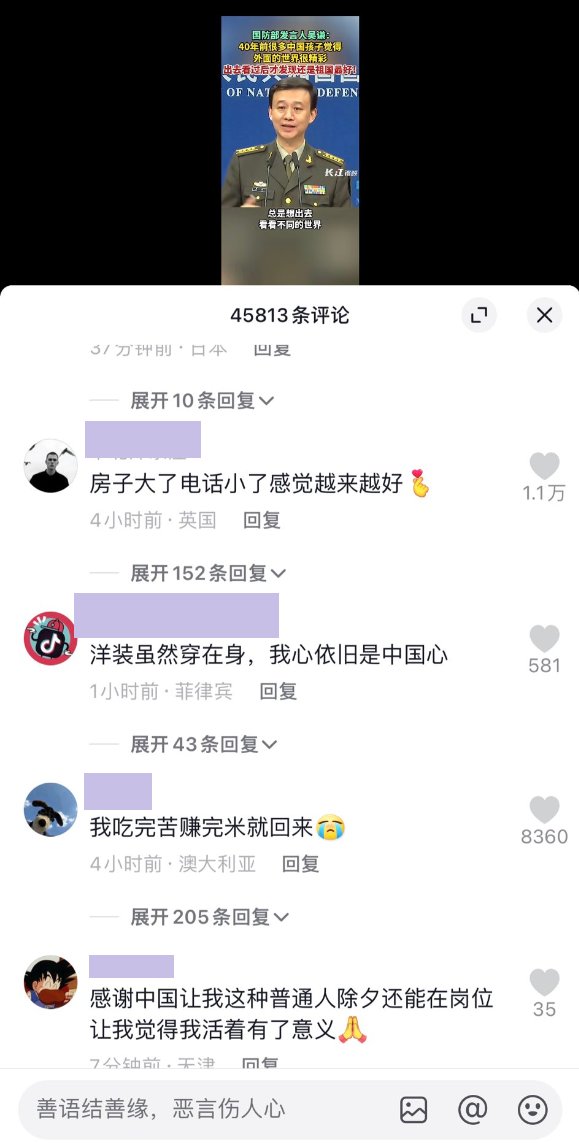 国防部发言人吴谦：
40年前很多中国孩子觉得
外面的世界很精彩
出去看过后才发现还是祖国最好！
OF NAT
DEFEN
长江视频
总是想出去
看看不同的世界
45813条评论
37分钟前·日本 回复
展开10条回复
房子大了电话小了感觉越来越好
1.1万
4小时前·英国 回复
展开152条回复
洋装虽然穿在身，我心依旧是中国心
581
1小时前·菲律宾 回复
展开43条回复
我吃完苦赚完米就回来😭
8360
4小时前·澳大利亚 回复
展开205条回复
感谢中国让我这种普通人除夕还能在岗位
让我觉得我活着有了意义🙏
35
7分钟前·天津 回复
善语结善缘，恶言伤人心